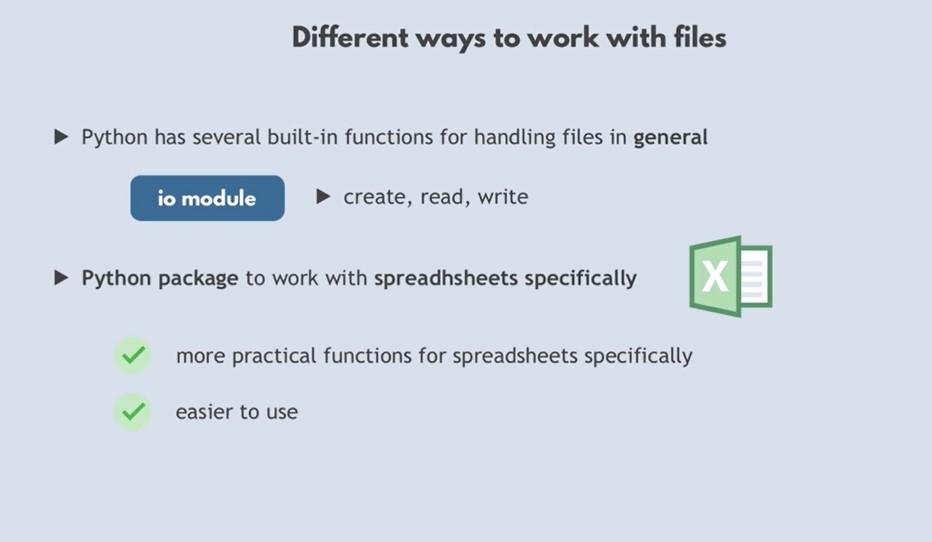 Different ways to work with files
Python has several built-in functions for handling files in general
io module
create, read, write
Python package to work with spreadhsheets specifically
X
more practical functions for spreadsheets specifically
easier to use